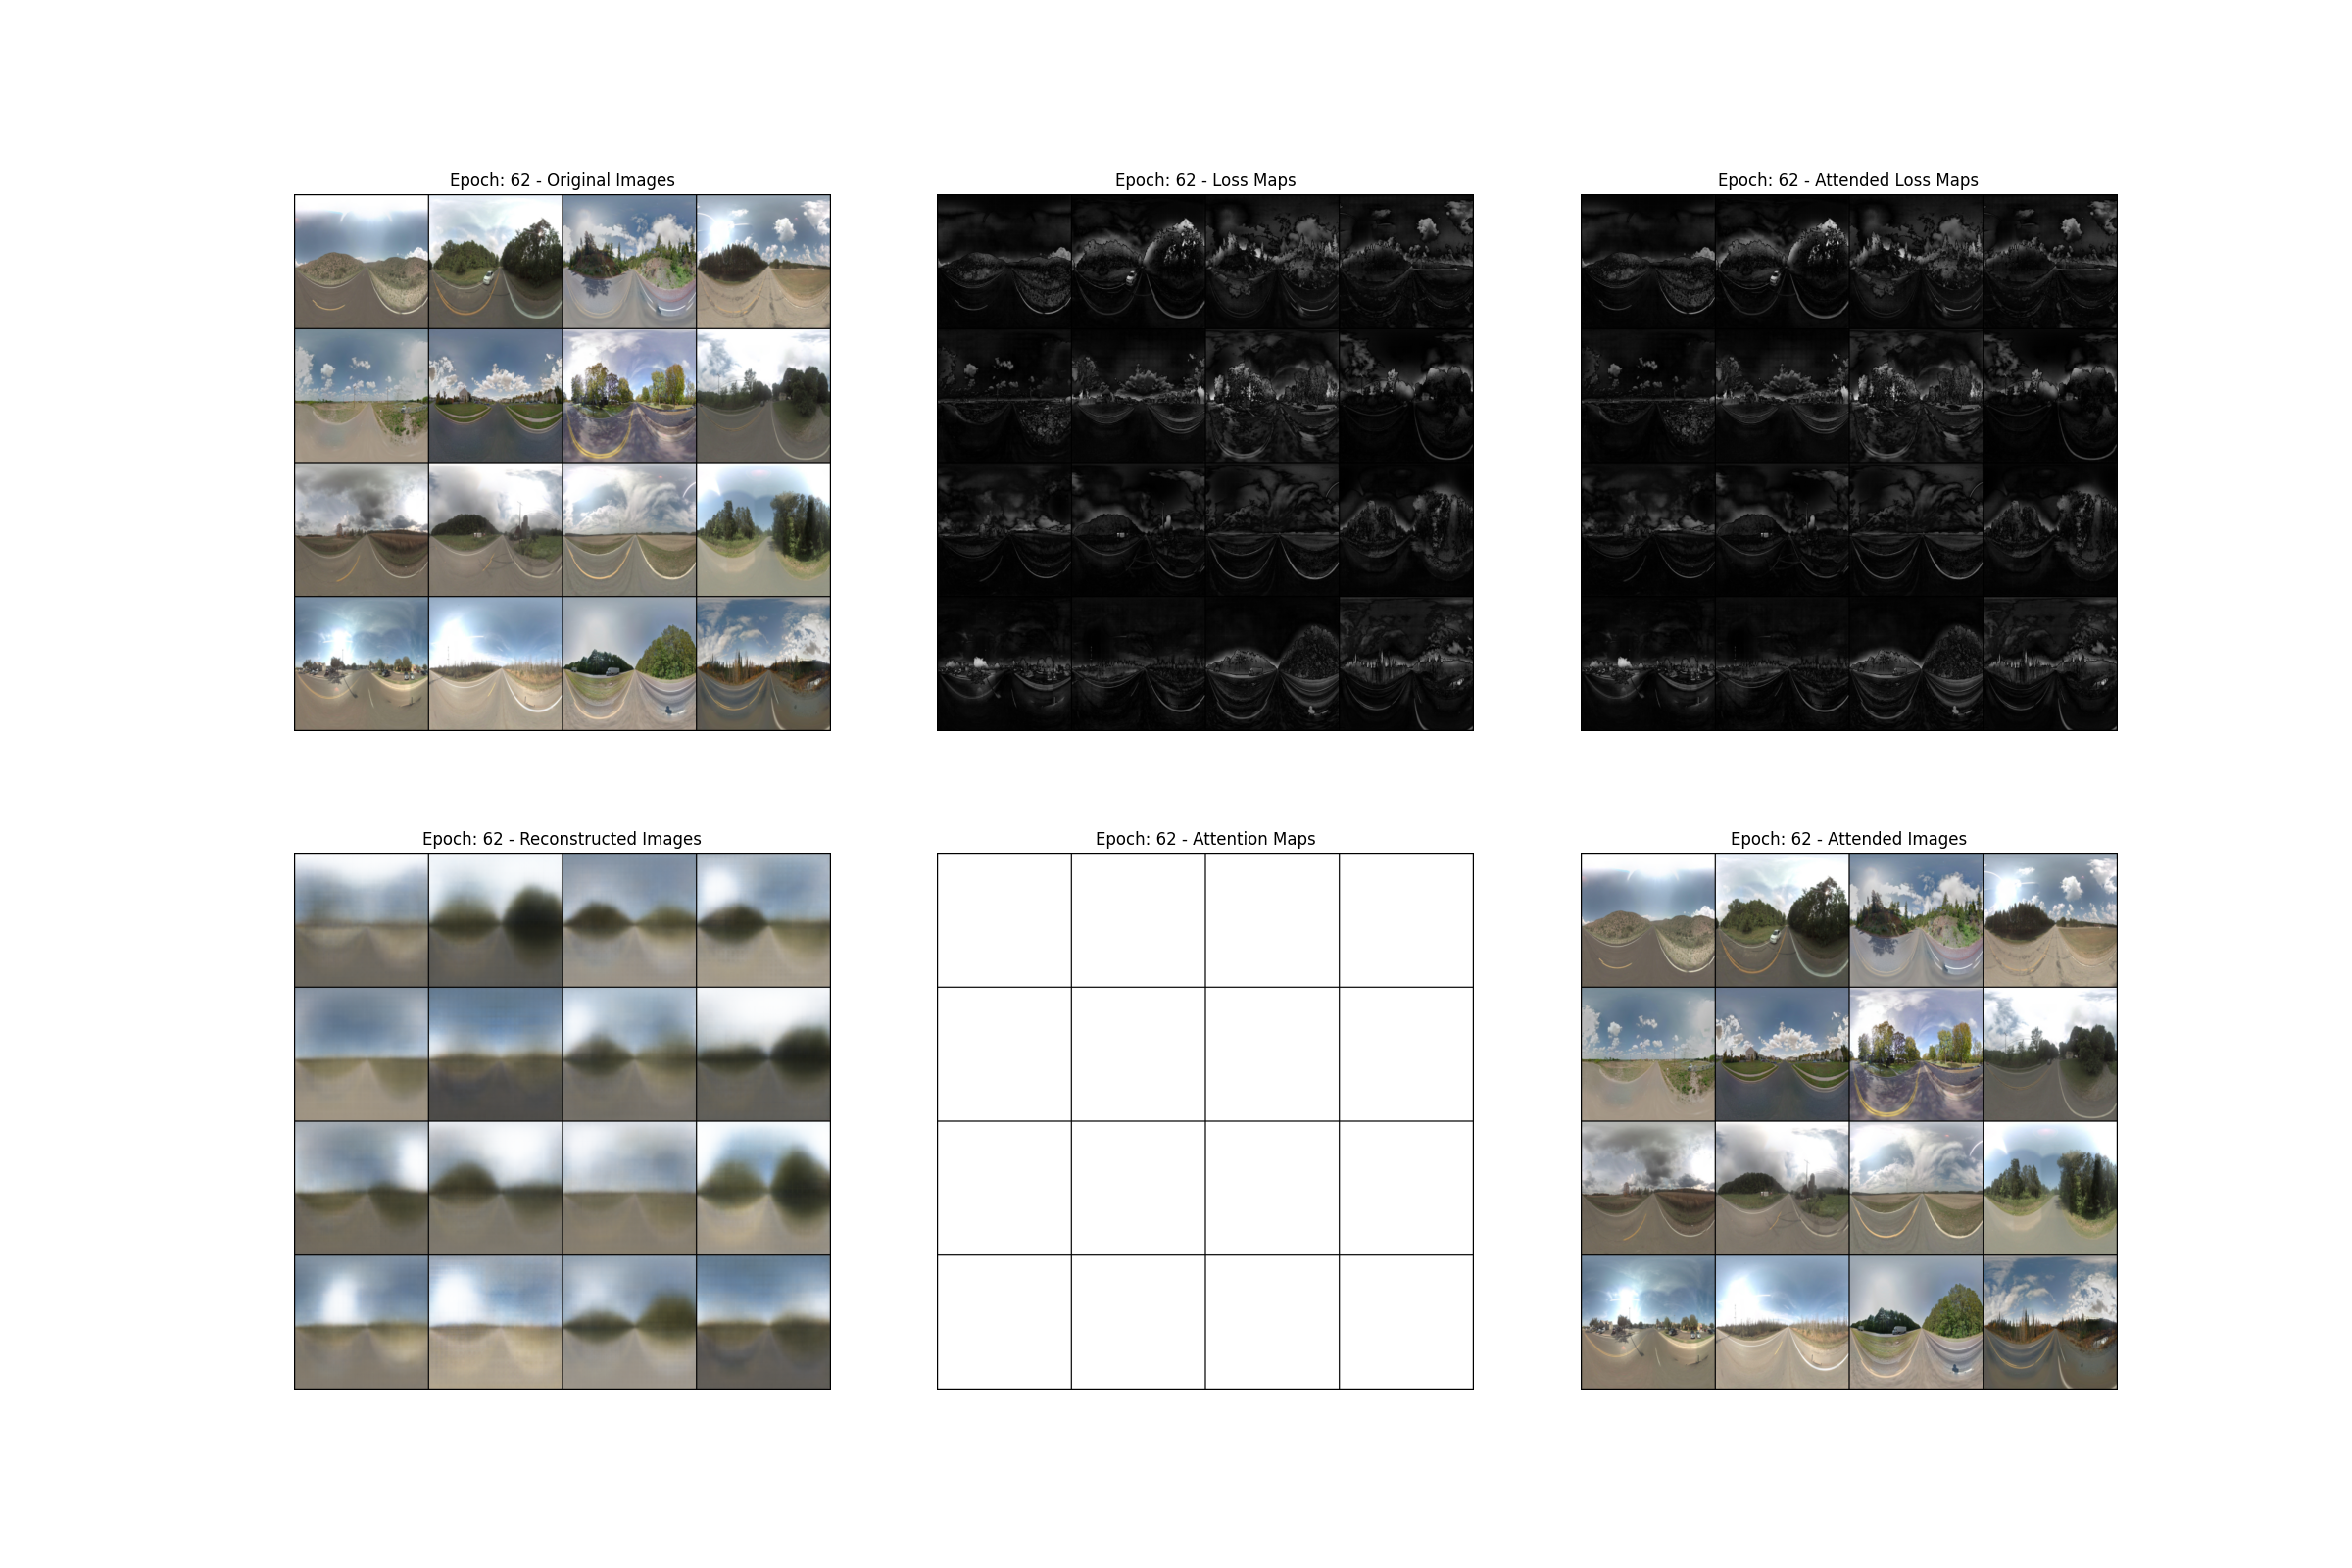 Epoch: 62 - Original Images
Epoch: 62 - Loss Maps
Epoch: 62 - Attended Loss Maps
Epoch: 62 - Reconstructed Images
Epoch: 62 - Attention Maps
Epoch: 62 - Attended Images